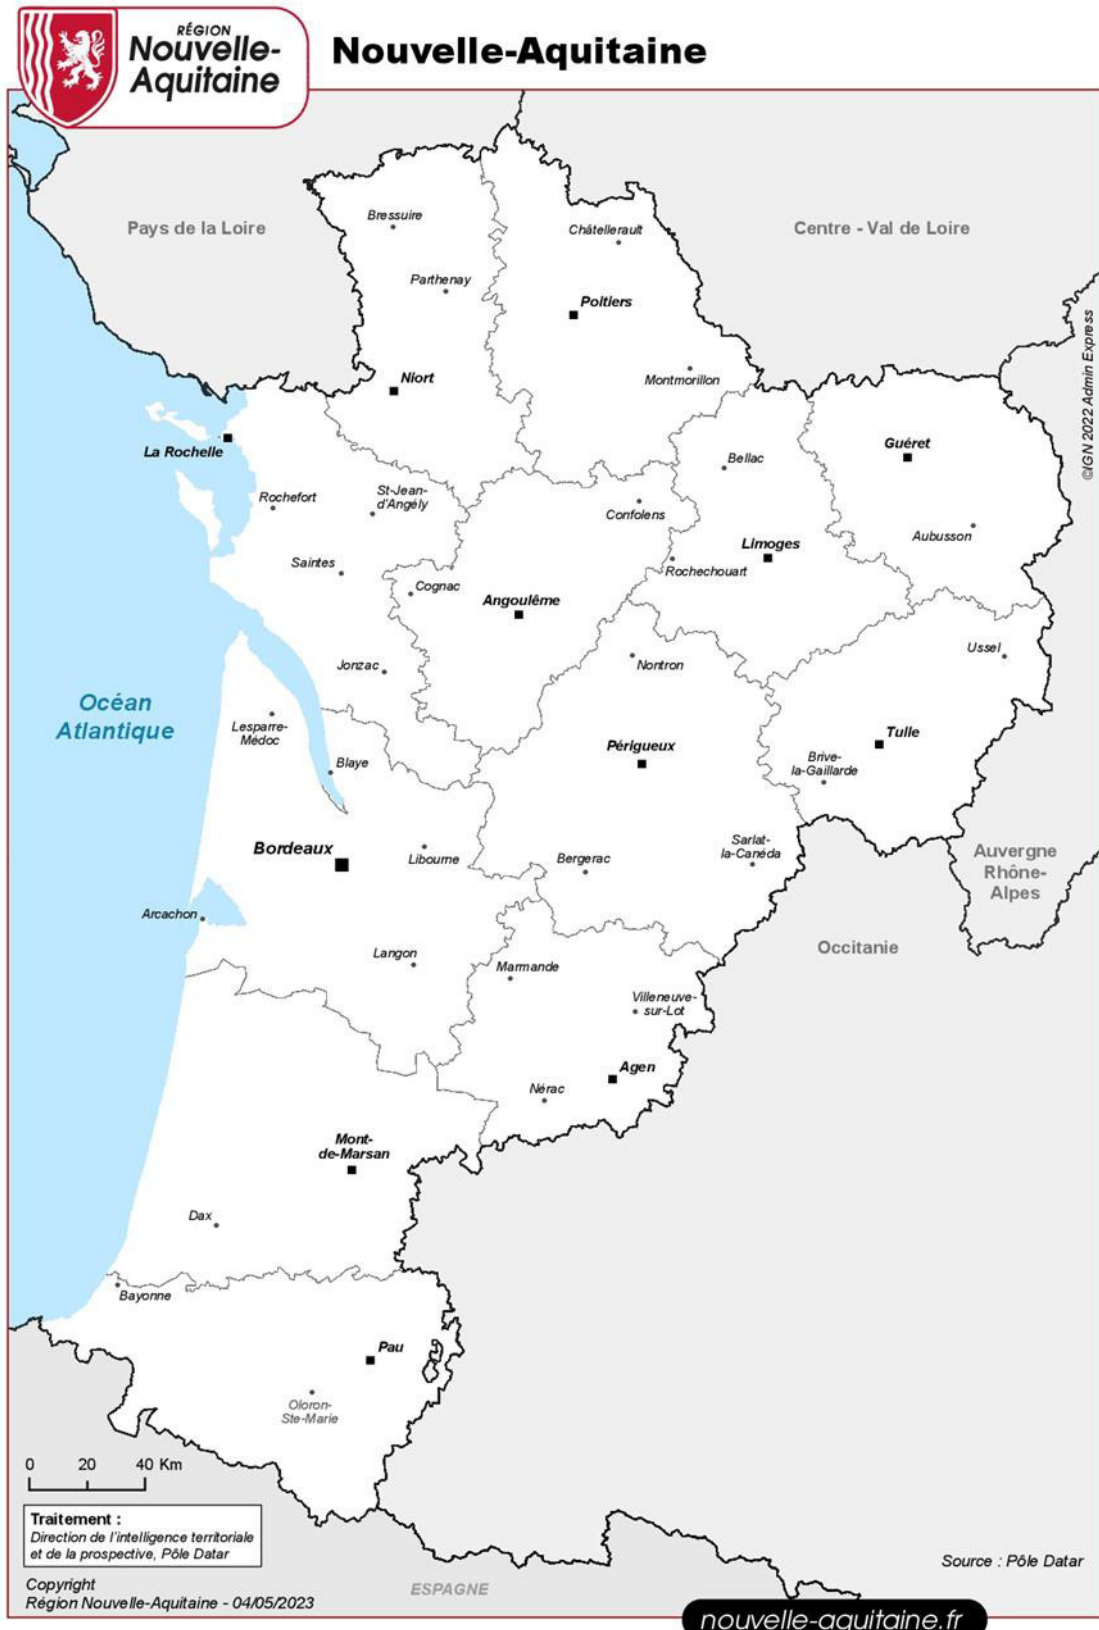 RÉGION
Nouvelle-
Aquitaine
Nouvelle-Aquitaine
Pays de la Loire
Centre - Val de Loire
Bressuire
Châtellerault
Parthenay
Poitiers
©IGN 2022 Admin Express
Niort
Montmorillon
La Rochelle
Guéret
Bellac
Rochefort
St-Jean-
d'Angély
Confolens
Aubusson
Limoges
Saintes
Rochechouart
Cognac
Angoulême
Jonzac
Nontron
Ussel
Océan
Atlantique
Lesparre-
Médoc
Blaye
Périgueux
Tulle
Brive-
la-Gaillarde
Bordeaux
Libourne
Bergerac
Sarlat-
la-Canéda
Auvergne
Rhône-
Alpes
Arcachon
Occitanie
Langon
Marmande
Villeneuve-
sur-Lot
Agen
Nérac
Mont-
de-Marsan
Dax
Bayonne
Pau
Oloron-
Ste-Marie
0 20 40 Km
Traitement :
Direction de l'intelligence territoriale
et de la prospective, Pôle Datar
Copyright
Région Nouvelle-Aquitaine - 04/05/2023
ESPAGNE
Source : Pôle Datar
nouvelle-aquitaine.fr